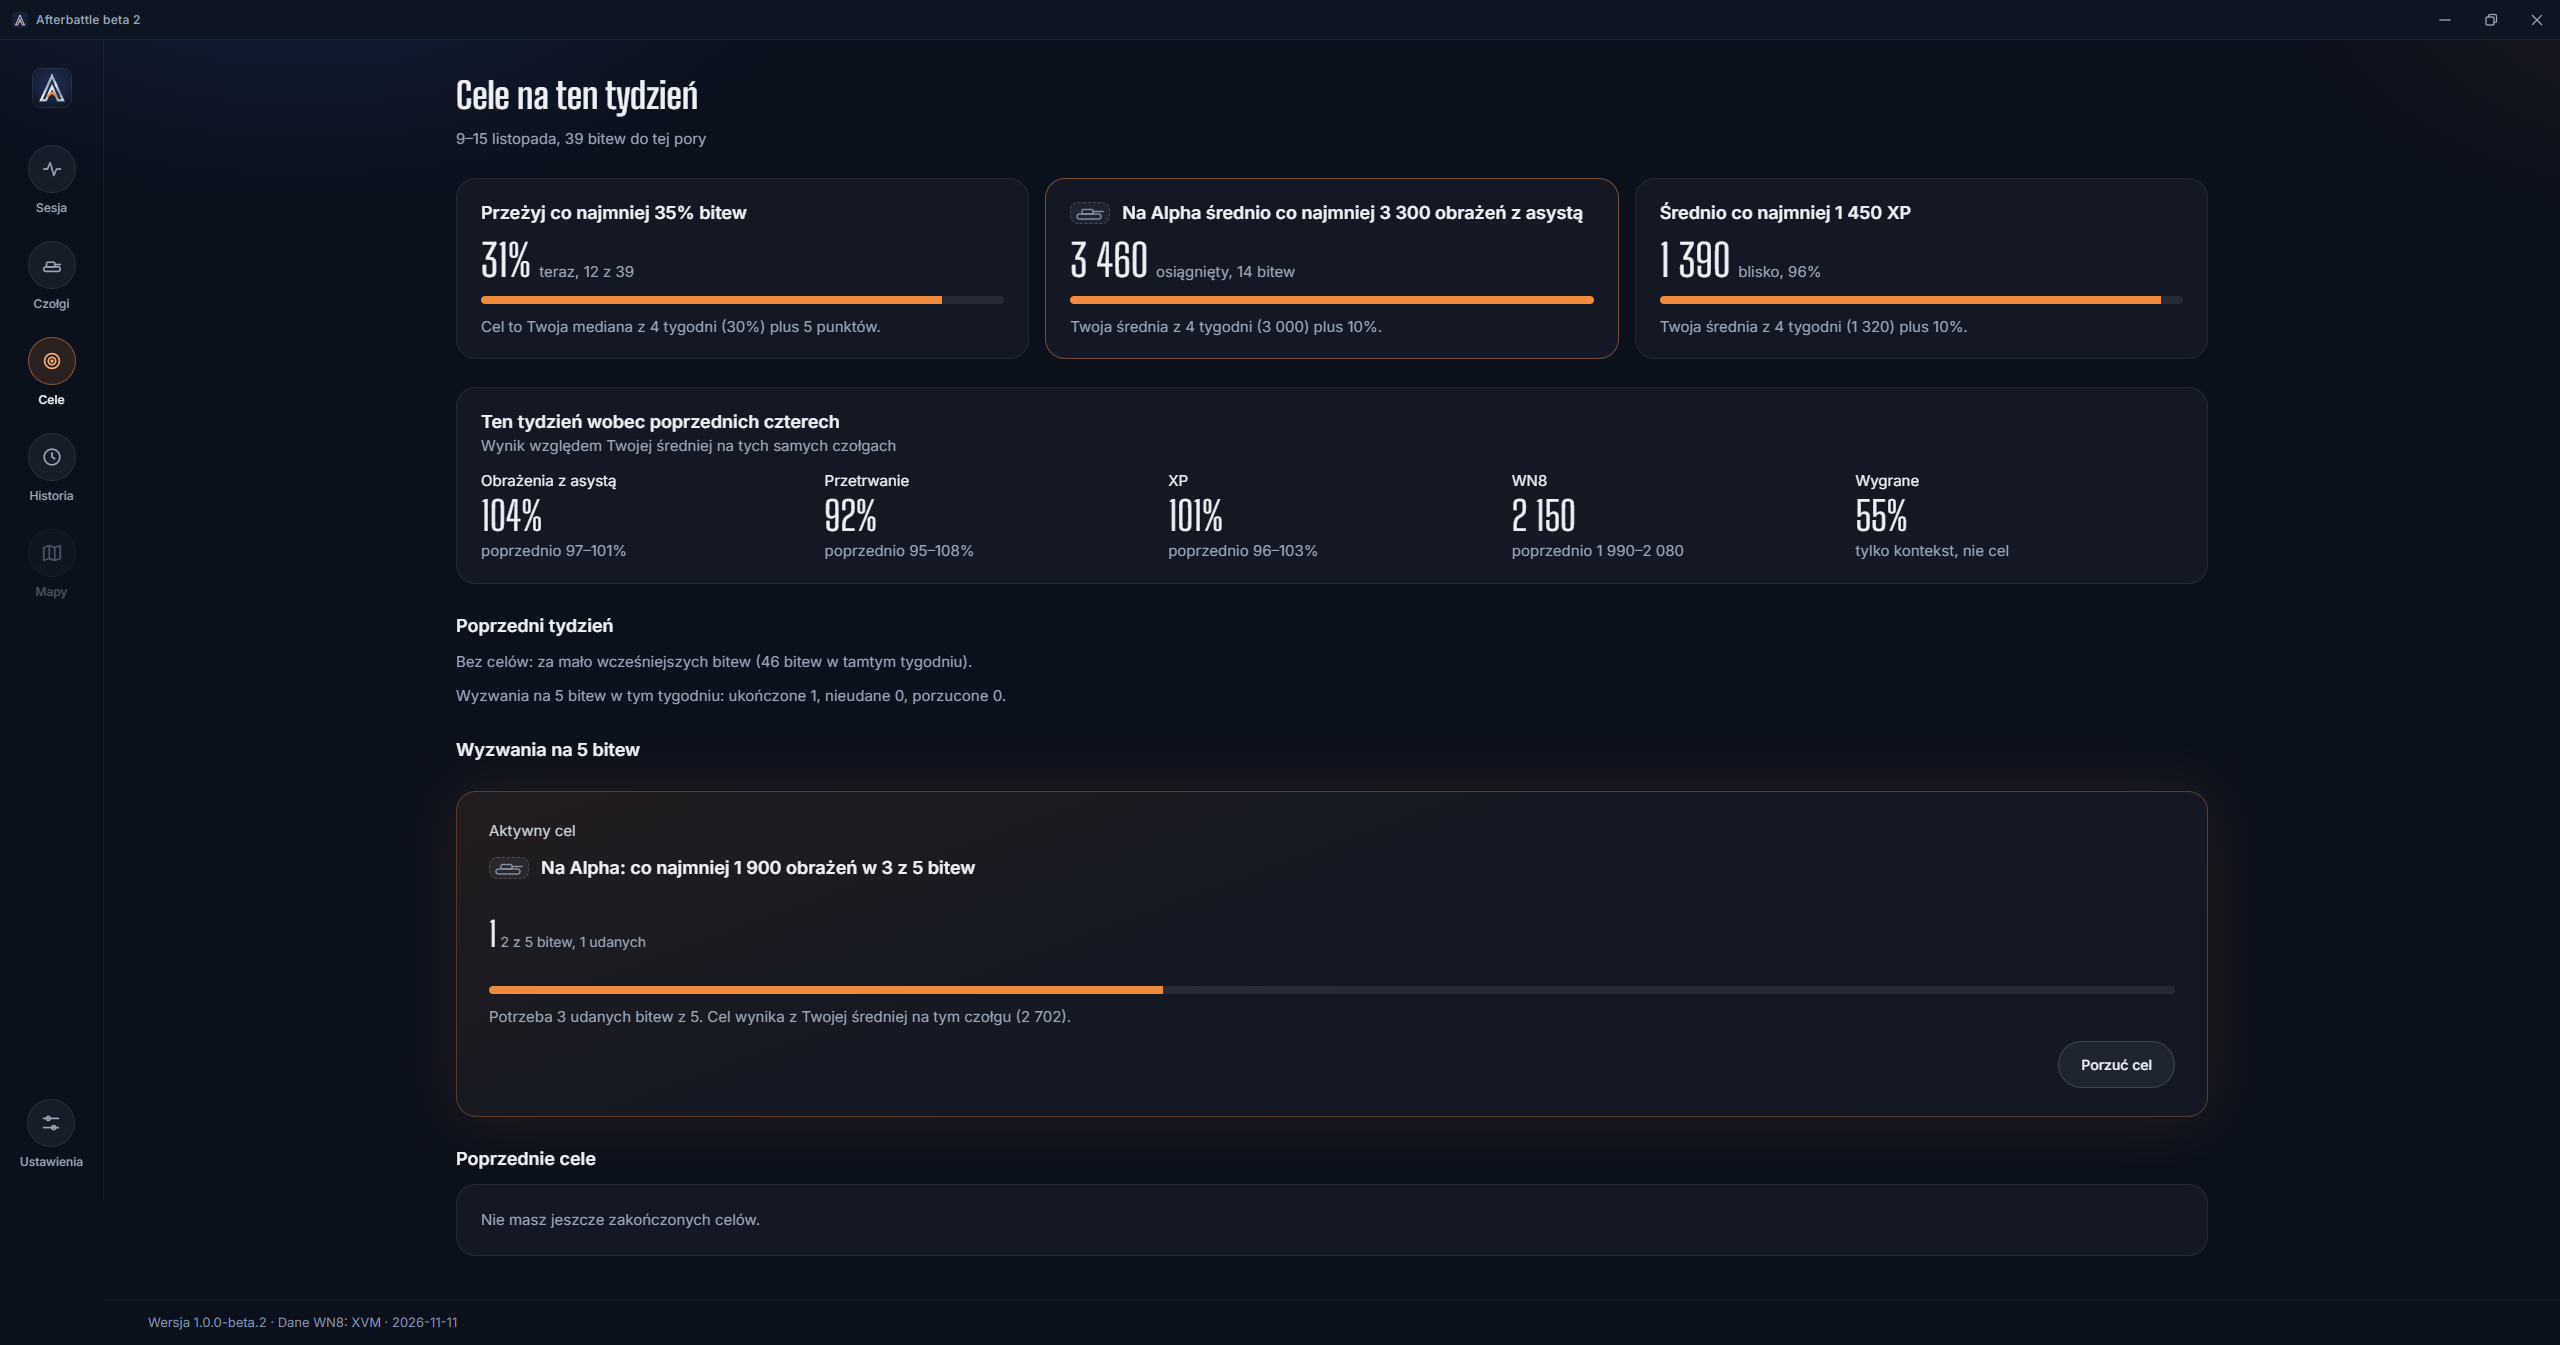 Afterbattle beta 2
Sesja
Czołgi
Cele
Historia
Mapy
Ustawienia
Cele na ten tydzień
9–15 listopada, 39 bitew do tej pory
Przeżyj co najmniej 35% bitew
31% teraz, 12 z 39
Cel to Twoja mediana z 4 tygodni (30%) plus 5 punktów.
Na Alpha średnio co najmniej 3 300 obrażeń z asystą
3 460 osiągnięty, 14 bitew
Twoja średnia z 4 tygodni (3 000) plus 10%.
Średnio co najmniej 1 450 XP
1 390 blisko, 96%
Twoja średnia z 4 tygodni (1 320) plus 10%.
Ten tydzień wobec poprzednich czterech
Wynik względem Twojej średniej na tych samych czołgach
Obrażenia z asystą
104%
poprzednio 97–101%
Przetrwanie
92%
poprzednio 95–108%
XP
101%
poprzednio 96–103%
WN8
2 150
poprzednio 1 990–2 080
Wygrane
55%
tylko kontekst, nie cel
Poprzedni tydzień
Bez celów: za mało wcześniejszych bitew (46 bitew w tamtym tygodniu).
Wyzwania na 5 bitew w tym tygodniu: ukończone 1, nieudane 0, porzucone 0.
Wyzwania na 5 bitew
Aktywny cel
Na Alpha: co najmniej 1 900 obrażeń w 3 z 5 bitew
1 2 z 5 bitew, 1 udanych
Potrzeba 3 udanych bitew z 5. Cel wynika z Twojej średniej na tym czołgu (2 702).
Porzuć cel
Poprzednie cele
Nie masz jeszcze zakończonych celów.
Wersja 1.0.0-beta.2 · Dane WN8: XVM · 2026-11-11